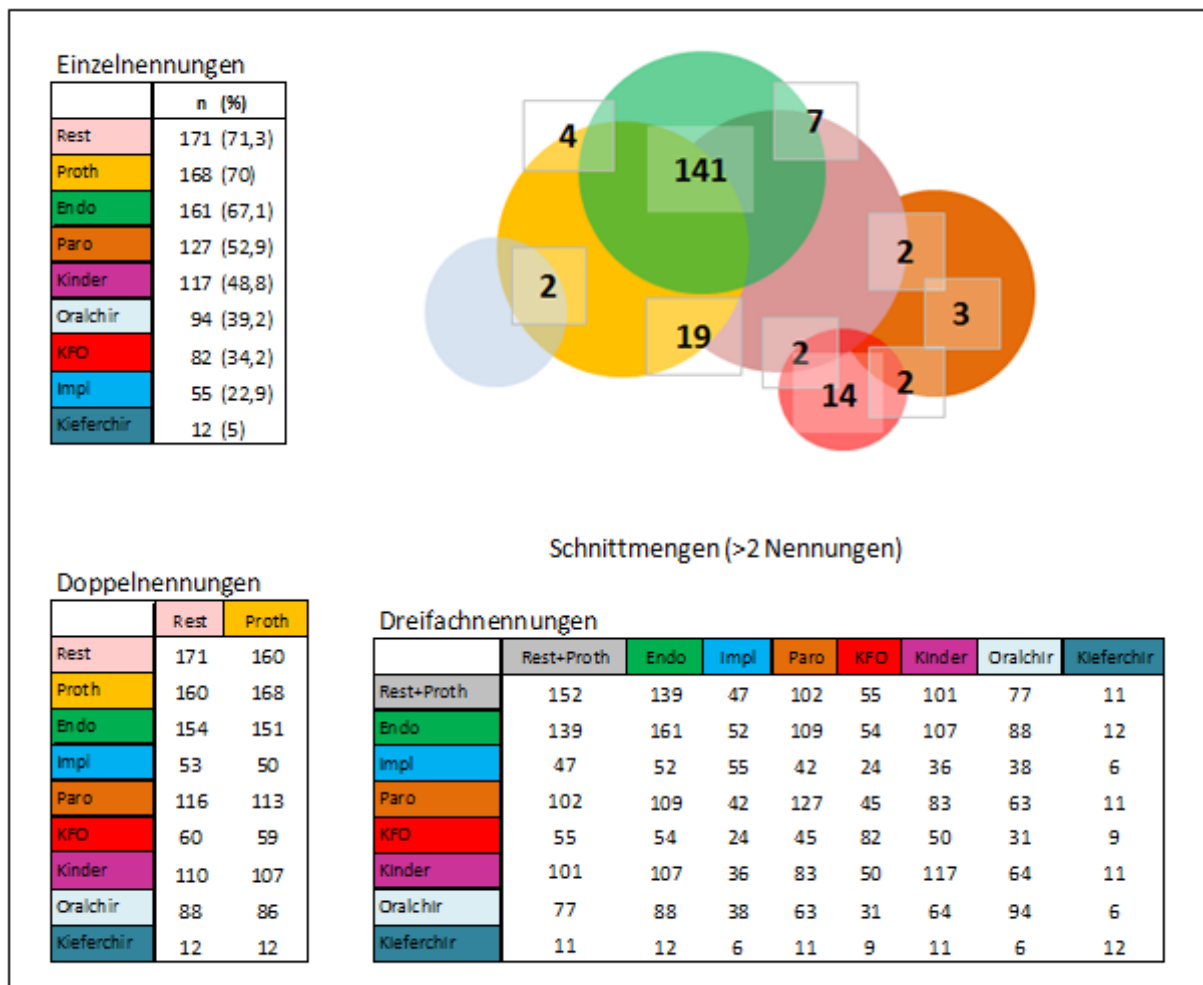 Einzelnennungen
n (%)
Rest 171 (71,3)
Proth 168 (70)
Endo 161 (67,1)
Paro 127 (52,9)
Kinder 117 (48,8)
Oralchir 94 (39,2)
KFO 82 (34,2)
Impl 55 (22,9)
Kieferchir 12 (5)
4
7
141
2
2
3
19
2
14
2
Schnittmengen (>2 Nennungen)
Doppelnennungen
Rest Proth
Rest 171 160
Proth 160 168
Endo 154 151
Impl 53 50
Paro 116 113
KFO 60 59
Kinder 110 107
Oralchir 88 86
Kieferchir 12 12
Dreifachnennungen
Rest+Proth Endo Impl Paro KFO Kinder Oralchir Kieferchir
Rest+Proth 152 139 47 102 55 101 77 11
Endo 139 161 52 109 54 107 88 12
Impl 47 52 55 42 24 36 38 6
Paro 102 109 42 127 45 83 63 11
KFO 55 54 24 45 82 50 31 9
Kinder 101 107 36 83 50 117 64 11
Oralchir 77 88 38 63 31 64 94 6
Kieferchir 11 12 6 11 9 11 6 12